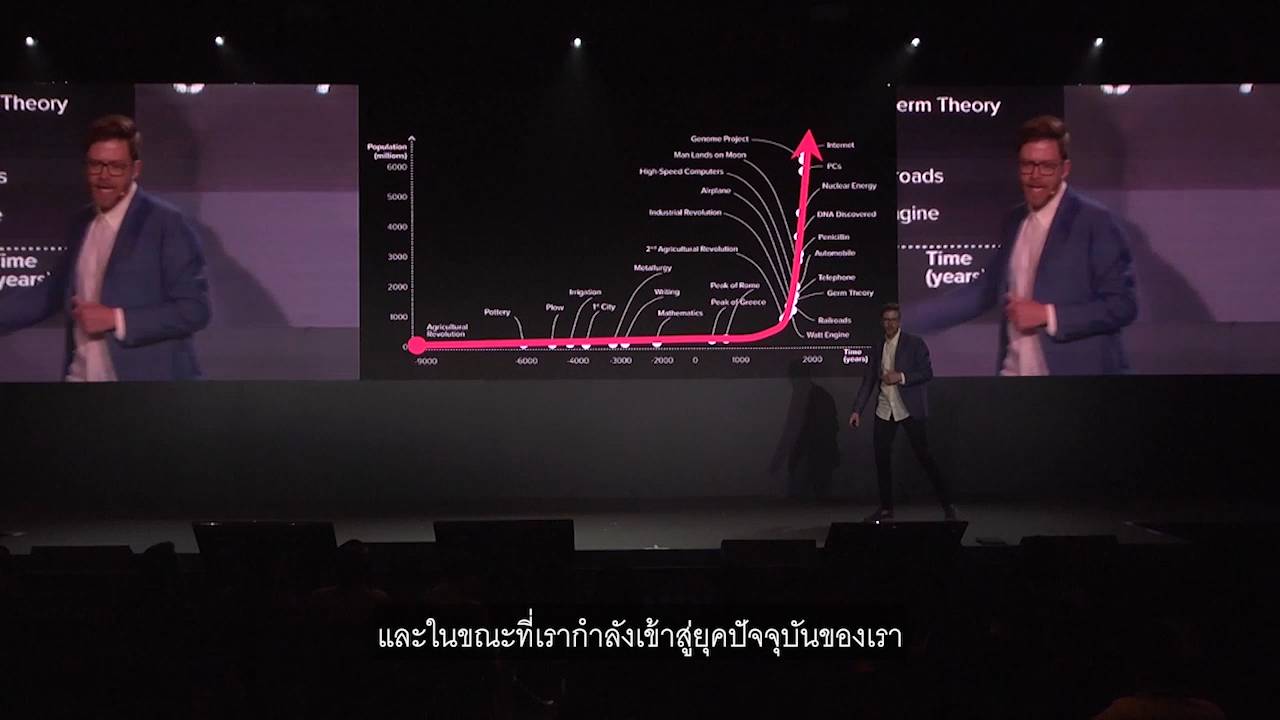 Theory
s
e
ime
years
Population
(millions)
6000
5000
4000
3000
2000
1000
0
Genome Project
Man Lands on Moon
High-Speed Computers
Airplane
Industrial Revolution
2nd Agricultural Revolution
Metallurgy
Irrigation
Writing
Peak of Rome
Pottery
Plow
1st City
Mathematics
Peak of Greece
Agricultural
Revolution
Internet
PCs
Nuclear Energy
DNA Discovered
Penicillin
Automobile
Telephone
Germ Theory
Railroads
Watt Engine
-9000
-6000
-4000
-3000
-2000
0
1000
2000
Time
(years)
erm Theory
roads
gine
Time
(years
และในขณะที่เรากำลังเข้าสู่ยุคปัจจุบันของเรา